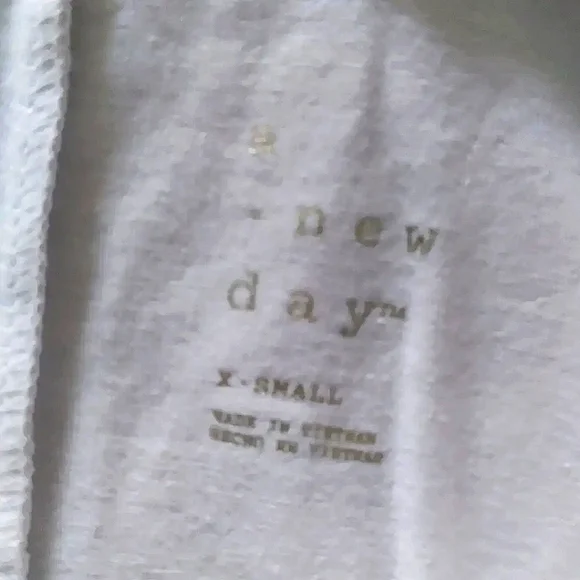 a
- new
day™
X-SMALL
MADE IN VIETNAM
HECHO EN VIETNAM